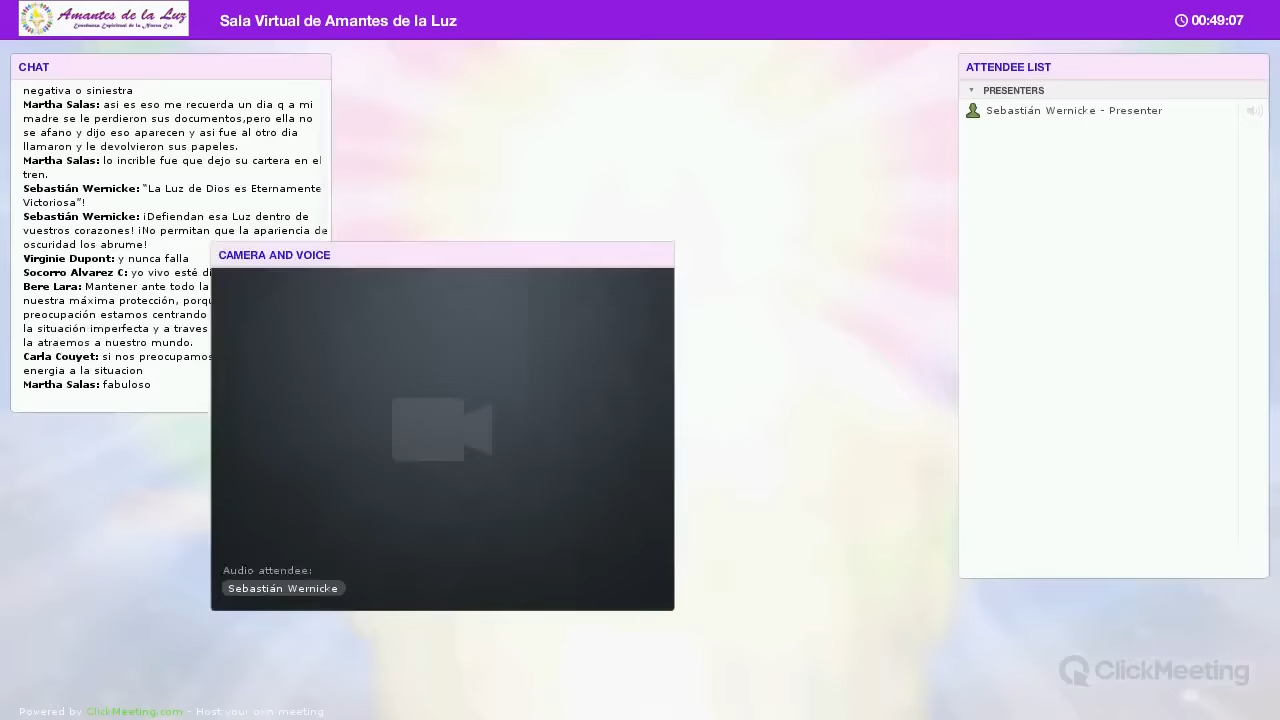 Amantes de la Luz
Enseñanza Espiritual de la Nueva Era
Sala Virtual de Amantes de la Luz
00:49:07
CHAT
negativa o siniestra
Martha Salas: asi es eso me recuerda un dia q a mi
madre se le perdieron sus documentos,pero ella no
se afano y dijo eso aparecen y asi fue al otro dia
llamaron y le devolvieron sus papeles.
Martha Salas: lo incrible fue que dejo su cartera en el
tren.
Sebastián Wernicke: “La Luz de Dios es Eternamente
Victoriosa”!
Sebastián Wernicke: ¡Defiendan esa Luz dentro de
vuestros corazones! ¡No permitan que la apariencia de
oscuridad los abrume!
Virginie Dupont: y nunca falla
Socorro Alvarez C: yo vivo esté di
Bere Lara: Mantener ante todo la
nuestra máxima protección, porqu
preocupación estamos centrando
la situación imperfecta y a traves
la atraemos a nuestro mundo.
Carla Couyet: si nos preocupamos
energia a la situacion
Martha Salas: fabuloso
CAMERA AND VOICE
Audio attendee:
Sebastián Wernicke
ATTENDEE LIST
PRESENTERS
Sebastián Wernicke - Presenter
ClickMeeting
Powered by ClickMeeting.com - Host your own meeting